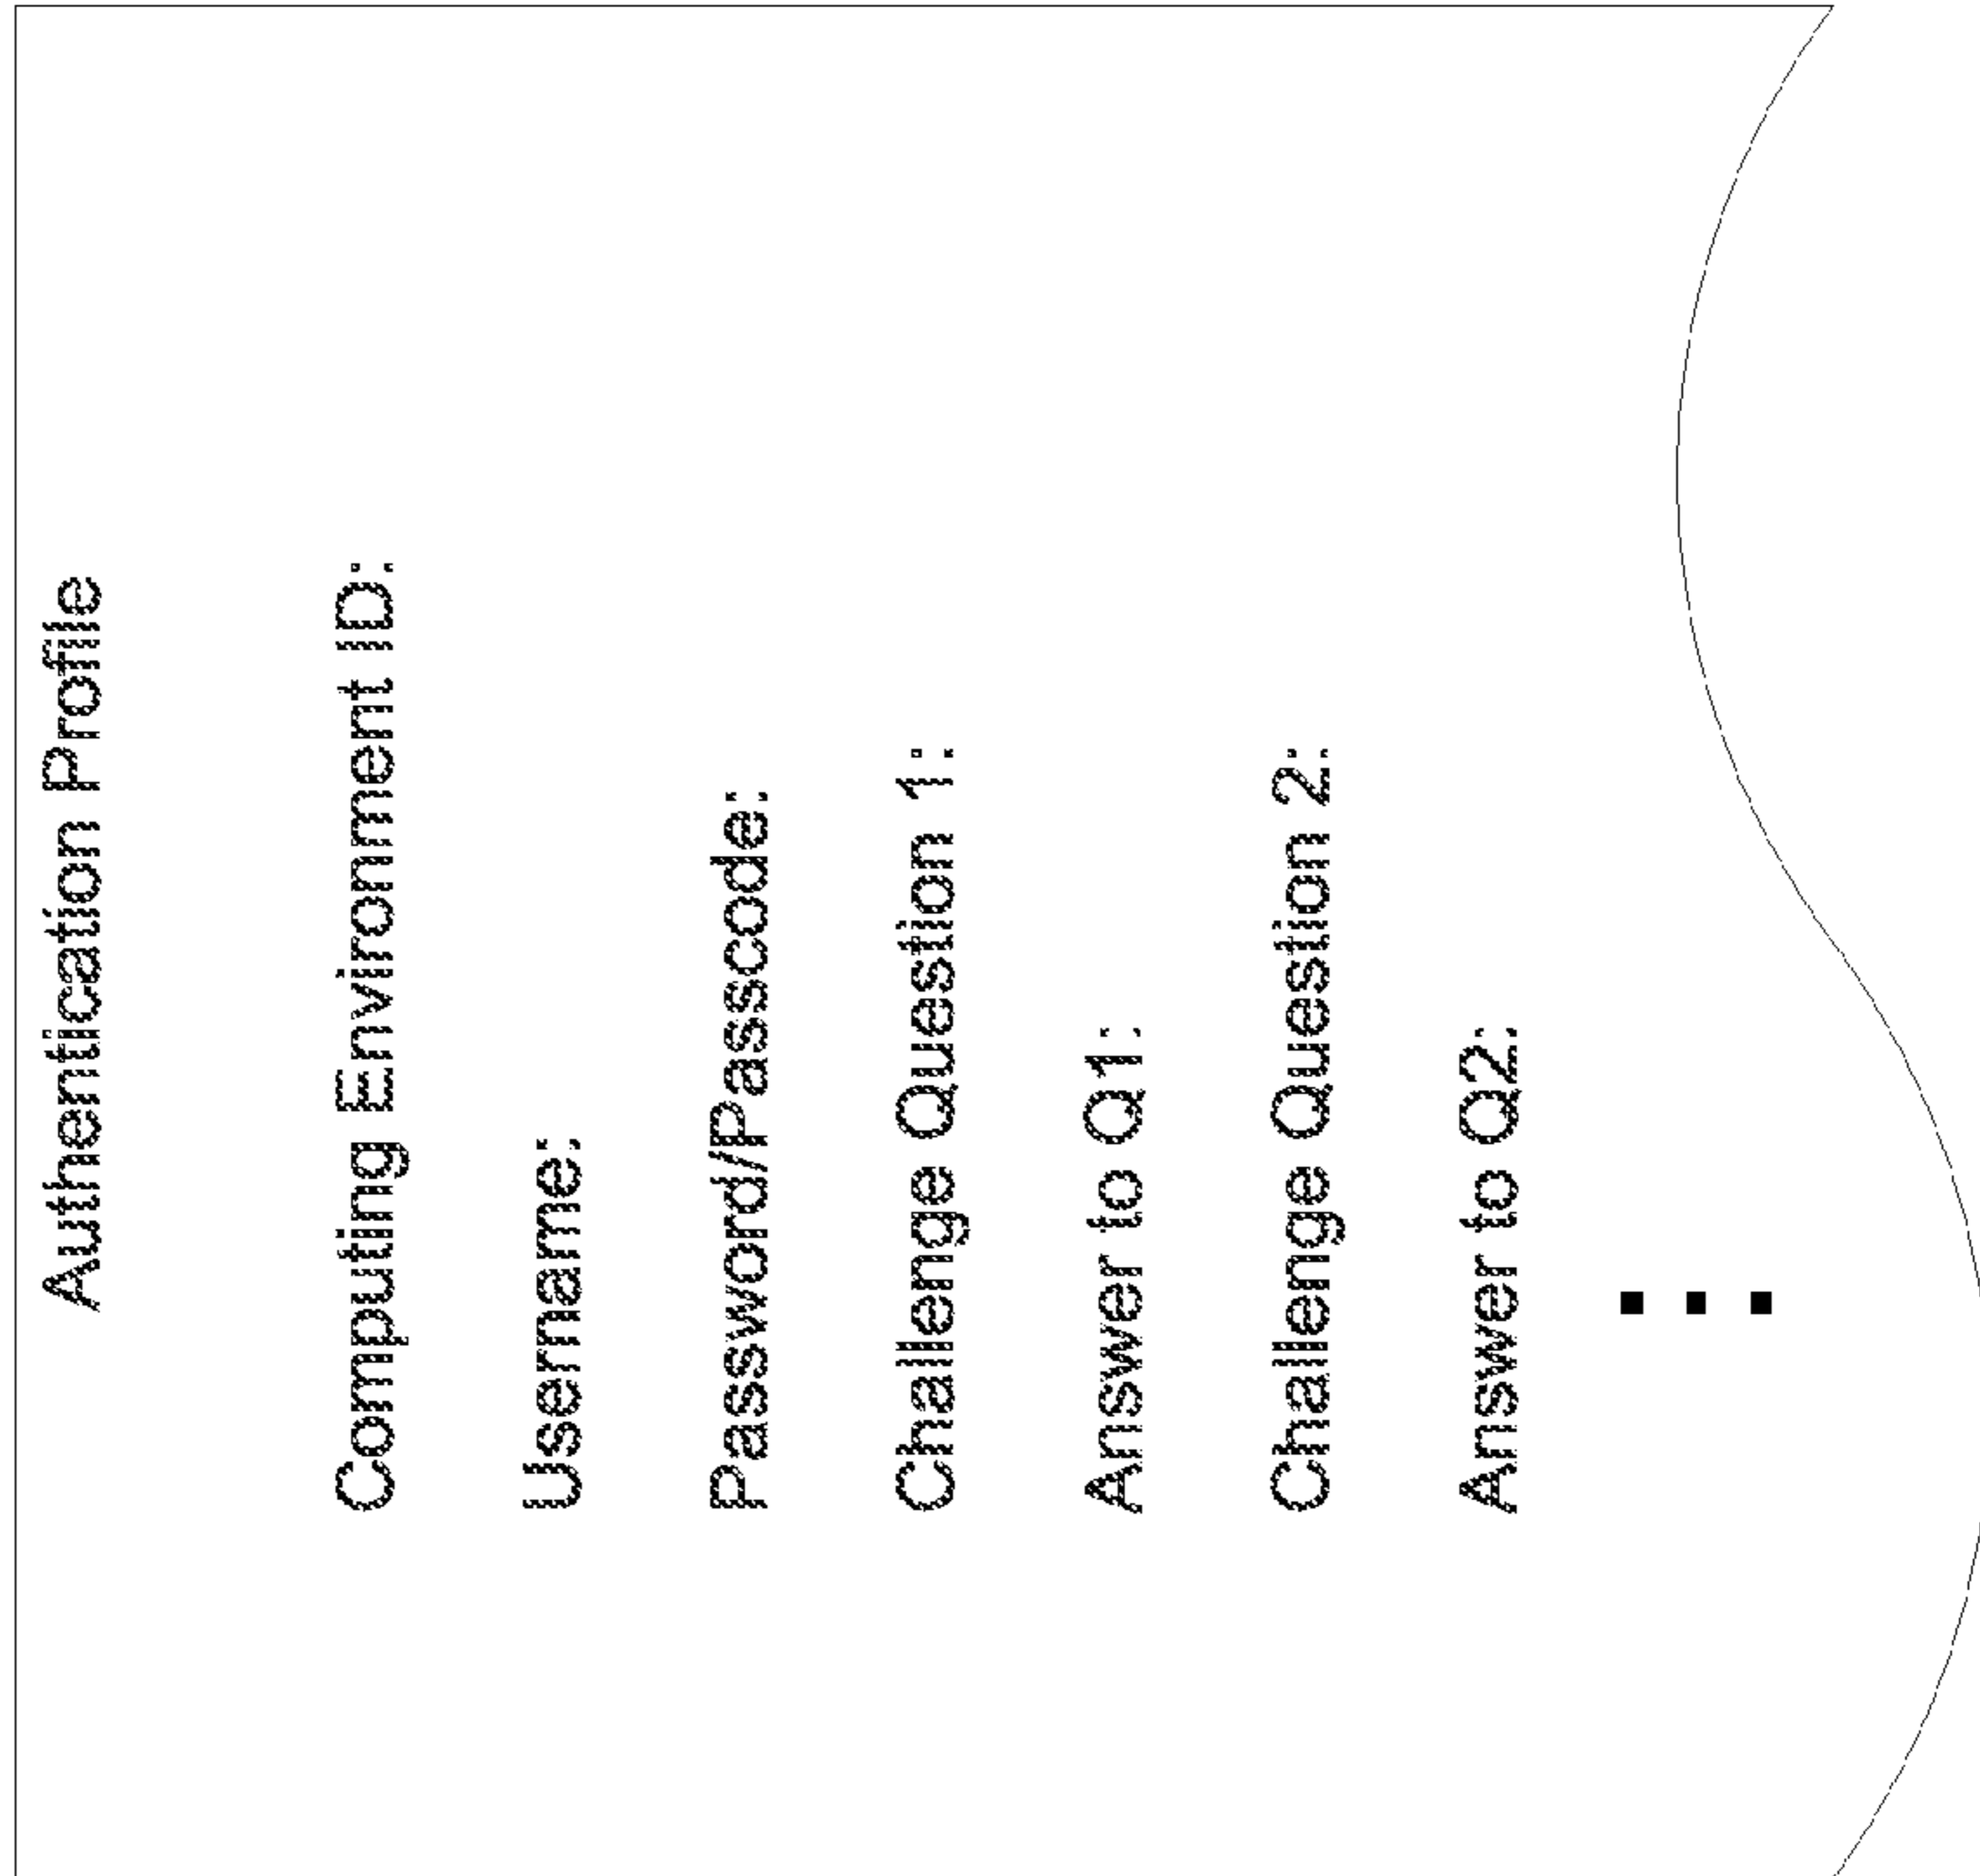 Authentication Profile
Computing Environment ID:
Username:
Password/Passcode:
Challenge Question 1:
Answer to Q1:
Challenge Question 2:
Answer to Q2: